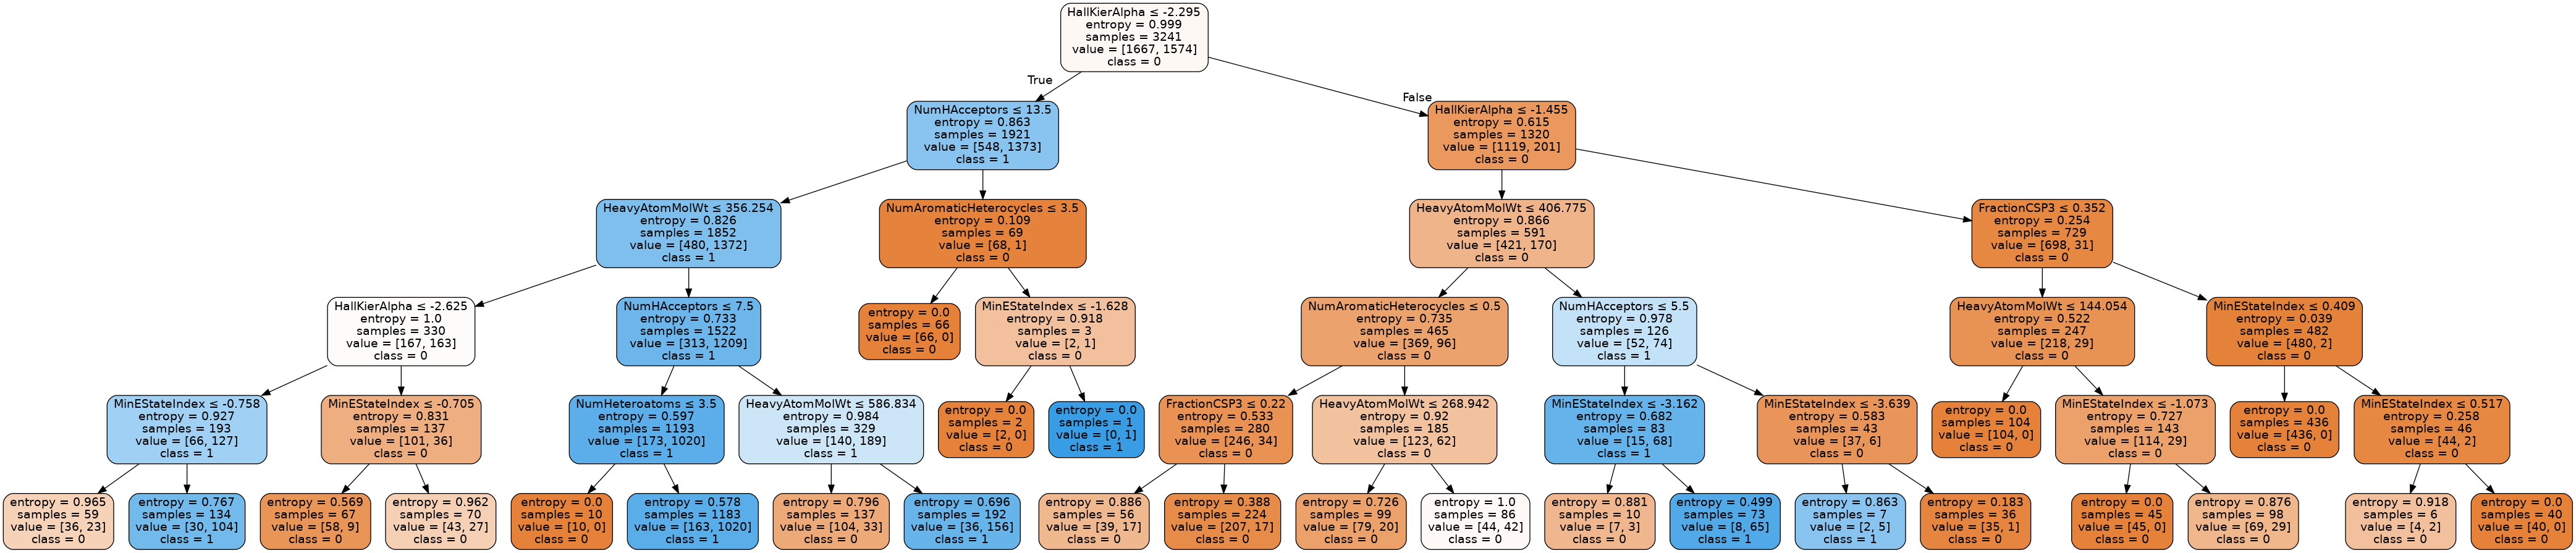 HallKierAlpha ≤ -2.295
entropy = 0.999
samples = 3241
value = [1667, 1574]
class = 0
True
False
NumHAcceptors ≤ 13.5
entropy = 0.863
samples = 1921
value = [548, 1373]
class = 1
HallKierAlpha ≤ -1.455
entropy = 0.615
samples = 1320
value = [1119, 201]
class = 0
HeavyAtomMolWt ≤ 356.254
entropy = 0.826
samples = 1852
value = [480, 1372]
class = 1
NumAromaticHeterocycles ≤ 3.5
entropy = 0.109
samples = 69
value = [68, 1]
class = 0
HeavyAtomMolWt ≤ 406.775
entropy = 0.866
samples = 591
value = [421, 170]
class = 0
FractionCSP3 ≤ 0.352
entropy = 0.254
samples = 729
value = [698, 31]
class = 0
HallKierAlpha ≤ -2.625
entropy = 1.0
samples = 330
value = [167, 163]
class = 0
NumHAcceptors ≤ 7.5
entropy = 0.733
samples = 1522
value = [313, 1209]
class = 1
entropy = 0.0
samples = 66
value = [66, 0]
class = 0
MinEStateIndex ≤ -1.628
entropy = 0.918
samples = 3
value = [2, 1]
class = 0
NumAromaticHeterocycles ≤ 0.5
entropy = 0.735
samples = 465
value = [369, 96]
class = 0
NumHAcceptors ≤ 5.5
entropy = 0.978
samples = 126
value = [52, 74]
class = 1
HeavyAtomMolWt ≤ 144.054
entropy = 0.522
samples = 247
value = [218, 29]
class = 0
MinEStateIndex ≤ 0.409
entropy = 0.039
samples = 482
value = [480, 2]
class = 0
MinEStateIndex ≤ -0.758
entropy = 0.927
samples = 193
value = [66, 127]
class = 1
MinEStateIndex ≤ -0.705
entropy = 0.831
samples = 137
value = [101, 36]
class = 0
NumHeteroatoms ≤ 3.5
entropy = 0.597
samples = 1193
value = [173, 1020]
class = 1
HeavyAtomMolWt ≤ 586.834
entropy = 0.984
samples = 329
value = [140, 189]
class = 1
entropy = 0.0
samples = 2
value = [2, 0]
class = 0
entropy = 0.0
samples = 1
value = [0, 1]
class = 1
FractionCSP3 ≤ 0.22
entropy = 0.533
samples = 280
value = [246, 34]
class = 0
HeavyAtomMolWt ≤ 268.942
entropy = 0.92
samples = 185
value = [123, 62]
class = 0
MinEStateIndex ≤ -3.162
entropy = 0.682
samples = 83
value = [15, 68]
class = 1
MinEStateIndex ≤ -3.639
entropy = 0.583
samples = 43
value = [37, 6]
class = 0
entropy = 0.0
samples = 104
value = [104, 0]
class = 0
MinEStateIndex ≤ -1.073
entropy = 0.727
samples = 143
value = [114, 29]
class = 0
entropy = 0.0
samples = 436
value = [436, 0]
class = 0
MinEStateIndex ≤ 0.517
entropy = 0.258
samples = 46
value = [44, 2]
class = 0
entropy = 0.965
samples = 59
value = [36, 23]
class = 0
entropy = 0.767
samples = 134
value = [30, 104]
class = 1
entropy = 0.569
samples = 67
value = [58, 9]
class = 0
entropy = 0.962
samples = 70
value = [43, 27]
class = 0
entropy = 0.0
samples = 10
value = [10, 0]
class = 0
entropy = 0.578
samples = 1183
value = [163, 1020]
class = 1
entropy = 0.796
samples = 137
value = [104, 33]
class = 0
entropy = 0.696
samples = 192
value = [36, 156]
class = 1
entropy = 0.886
samples = 56
value = [39, 17]
class = 0
entropy = 0.388
samples = 224
value = [207, 17]
class = 0
entropy = 0.726
samples = 99
value = [79, 20]
class = 0
entropy = 1.0
samples = 86
value = [44, 42]
class = 0
entropy = 0.881
samples = 10
value = [7, 3]
class = 0
entropy = 0.499
samples = 73
value = [8, 65]
class = 1
entropy = 0.863
samples = 7
value = [2, 5]
class = 1
entropy = 0.183
samples = 36
value = [35, 1]
class = 0
entropy = 0.0
samples = 45
value = [45, 0]
class = 0
entropy = 0.876
samples = 98
value = [69, 29]
class = 0
entropy = 0.918
samples = 6
value = [4, 2]
class = 0
entropy = 0.0
samples = 40
value = [40, 0]
class = 0